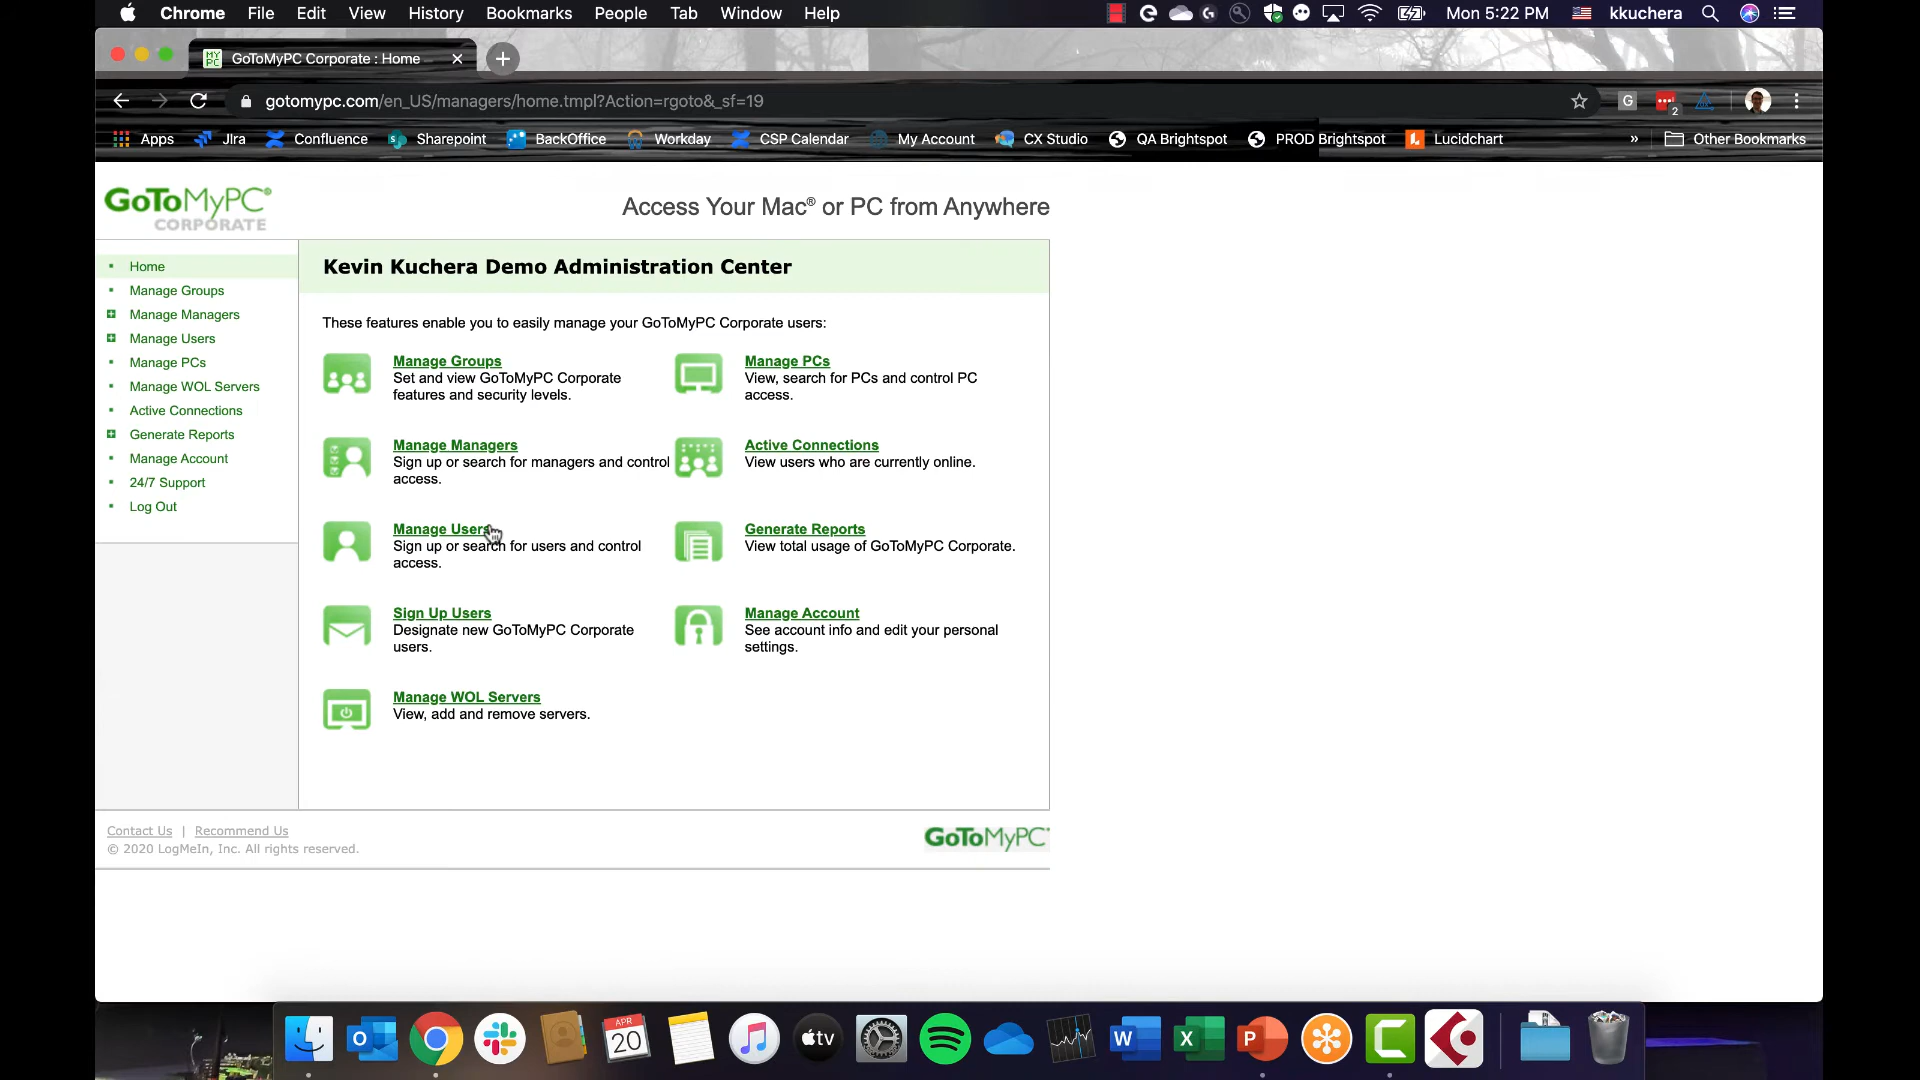 Chrome File Edit View History Bookmarks People Tab Window Help Mon 5:22 PM kkuchera
MY PC GoToMyPC Corporate : Home
gotomypc.com/en_US/managers/home.tmpl?Action=rgoto&_sf=19 G 2
Apps Jira Confluence Sharepoint BackOffice Workday CSP Calendar My Account CX Studio QA Brightspot PROD Brightspot Lucidchart » Other Bookmarks
GoToMyPC®
CORPORATE
Access Your Mac® or PC from Anywhere
Home
Manage Groups
Manage Managers
Manage Users
Manage PCs
Manage WOL Servers
Active Connections
Generate Reports
Manage Account
24/7 Support
Log Out
Kevin Kuchera Demo Administration Center
These features enable you to easily manage your GoToMyPC Corporate users:
Manage Groups
Set and view GoToMyPC Corporate
features and security levels.
Manage PCs
View, search for PCs and control PC
access.
Manage Managers
Sign up or search for managers and control
access.
Active Connections
View users who are currently online.
Manage Users
Sign up or search for users and control
access.
Generate Reports
View total usage of GoToMyPC Corporate.
Sign Up Users
Designate new GoToMyPC Corporate
users.
Manage Account
See account info and edit your personal
settings.
Manage WOL Servers
View, add and remove servers.
Contact Us | Recommend Us
© 2020 LogMeIn, Inc. All rights reserved.
GoToMyPC
APR
20
tv
W
X
P
C